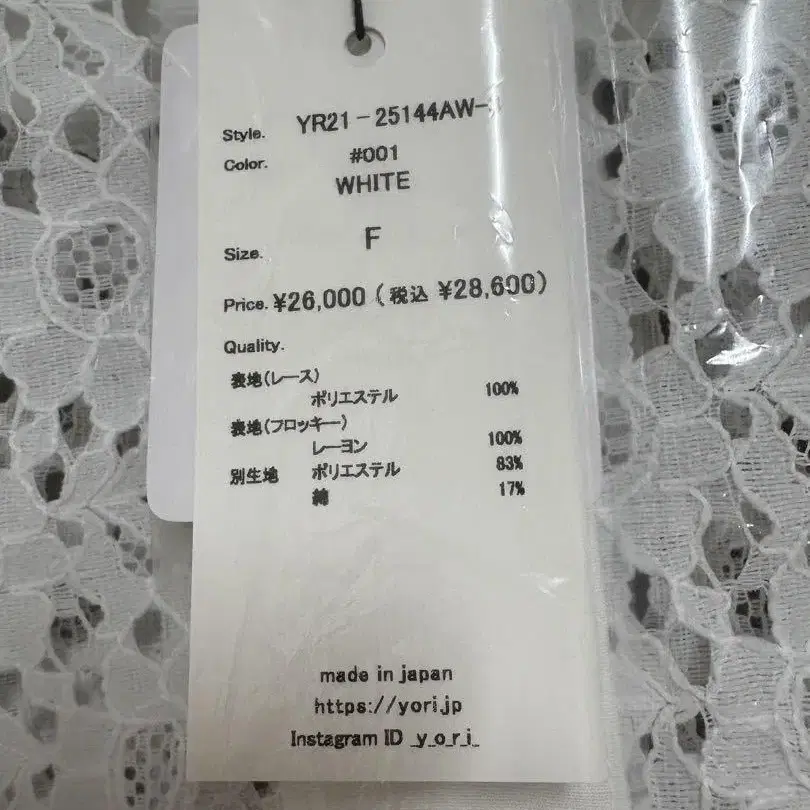 Style. YR21-25144AW-
Color. #001
WHITE
Size. F
Price. ¥26,000 (税込 ¥28,600)
Quality.
表地(レース)
ポリエステル 100%
表地(フロッキー)
レーヨン 100%
別生地 ポリエステル 83%
綿 17%
made in japan
https://yori.jp
Instagram ID _y_o_r_i_